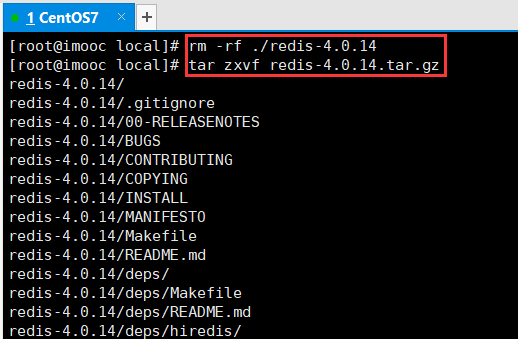 1 CentOS7
[root@imooc local]# rm -rf ./redis-4.0.14
[root@imooc local]# tar zxvf redis-4.0.14.tar.gz
redis-4.0.14/
redis-4.0.14/.gitignore
redis-4.0.14/00-RELEASENOTES
redis-4.0.14/BUGS
redis-4.0.14/CONTRIBUTING
redis-4.0.14/COPYING
redis-4.0.14/INSTALL
redis-4.0.14/MANIFESTO
redis-4.0.14/Makefile
redis-4.0.14/README.md
redis-4.0.14/deps/
redis-4.0.14/deps/Makefile
redis-4.0.14/deps/README.md
redis-4.0.14/deps/hiredis/